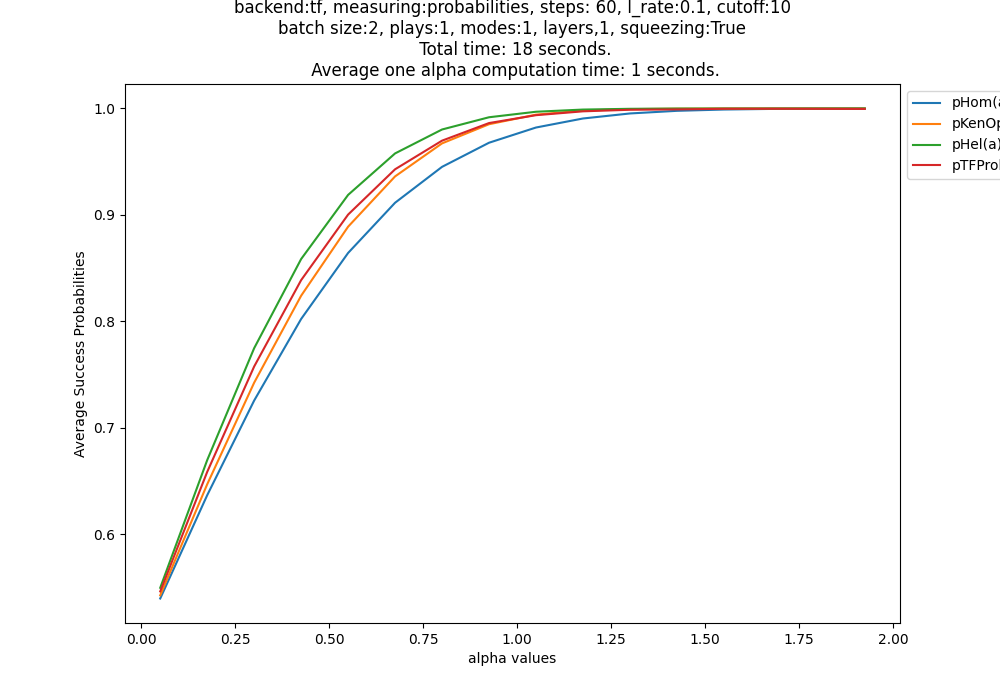 backend:tf, measuring:probabilities, steps: 60, l_rate:0.1, cutoff:10
batch size:2, plays:1, modes:1, layers,1, squeezing:True
Total time: 18 seconds.
Average one alpha computation time: 1 seconds.
pHom(a
pKenOp
pHel(a)
pTFPro
1.0
0.9
0.8
0.7
0.6
Average Success Probabilities
0.00 0.25 0.50 0.75 1.00 1.25 1.50 1.75 2.00
alpha values